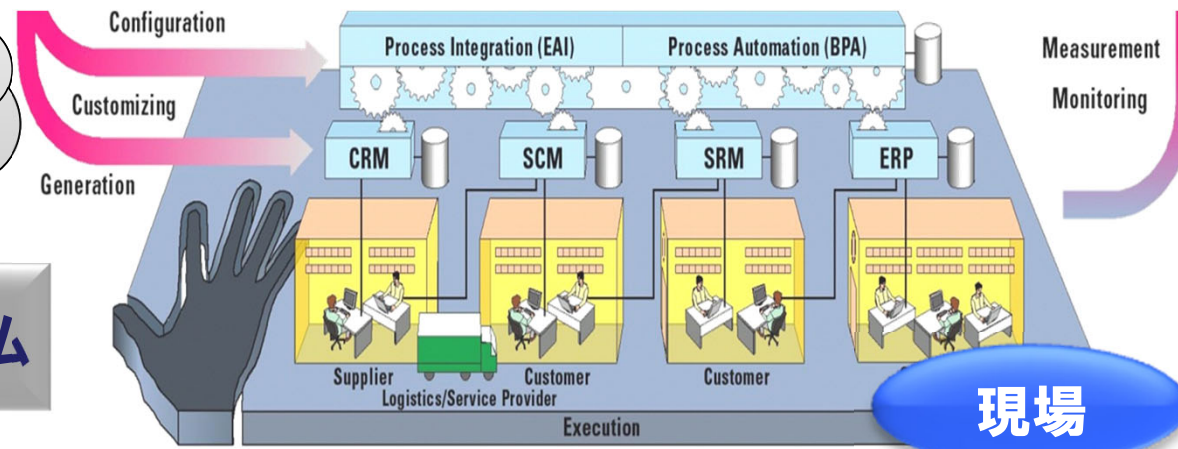 Configuration
Process Integration (EAI)
Process Automation (BPA)
Measurement
Customizing
Monitoring
CRM
SCM
SRM
ERP
Generation
ム
Supplier
Customer
Customer
Logistics/Service Provider
現場
Execution